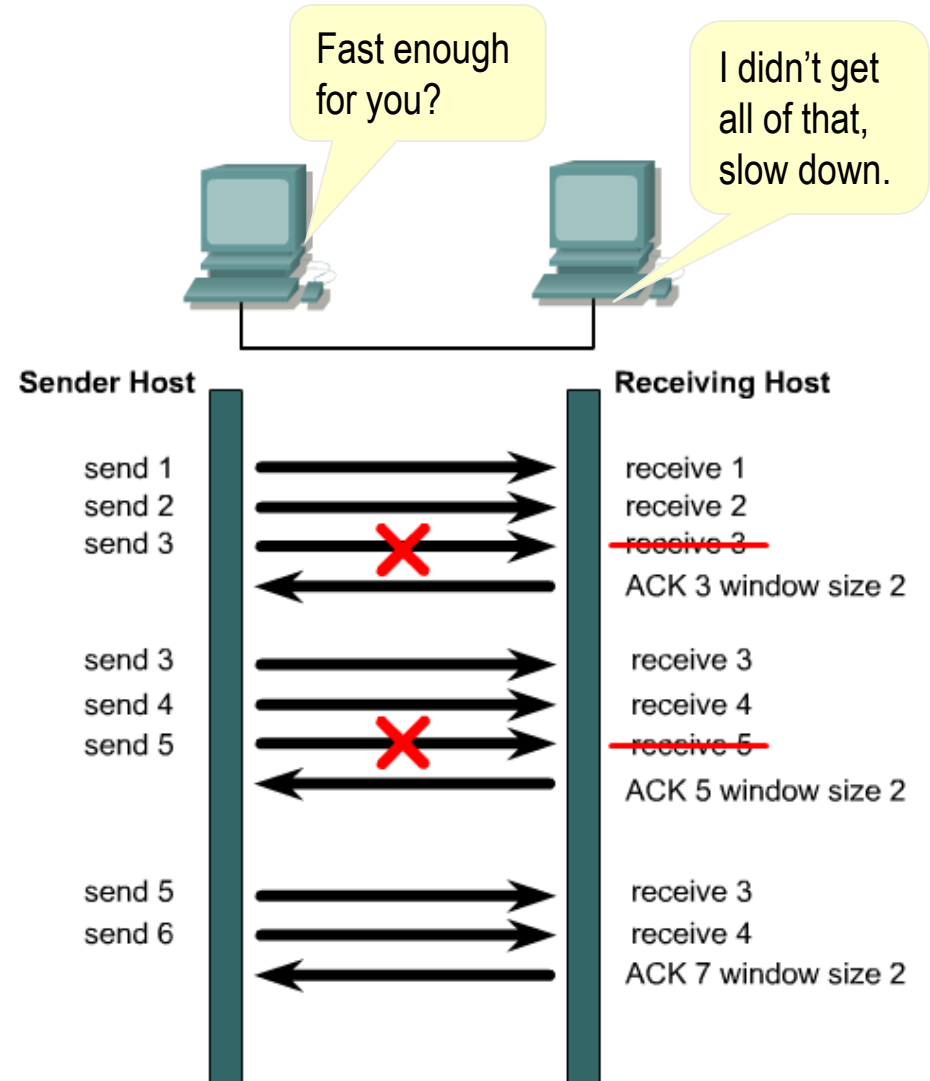 Fast enough
for you?
I didn't get
all of that,
slow down.
Sender Host
Receiving Host
send 1
receive 1
send 2
receive 2
send 3
receive 3
ACK 3 window size 2
send 3
receive 3
send 4
receive 4
send 5
receive 5
ACK 5 window size 2
send 5
receive 3
send 6
receive 4
ACK 7 window size 2